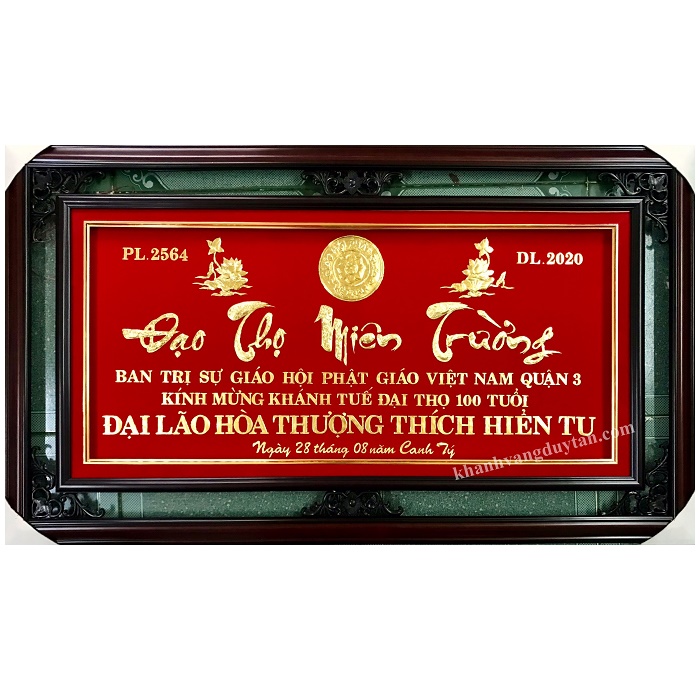 PL.2564
DL.2020
Đạo Thọ Miên Trường
BAN TRỊ SỰ GIÁO HỘI PHẬT GIÁO VIỆT NAM QUẬN 3
KÍNH MỪNG KHÁNH TUẾ ĐẠI THỌ 100 TUỔI
ĐẠI LÃO HÒA THƯỢNG THÍCH HIỂN TU
Ngày 28 tháng 08 năm Canh Tý
khanhvangduytan.com